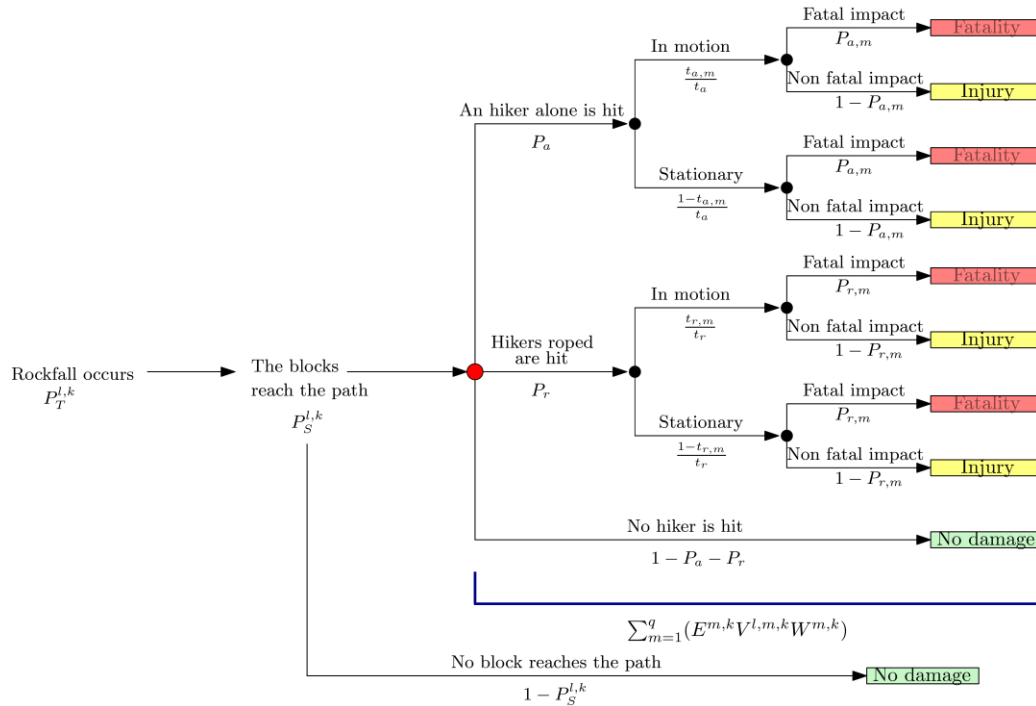 Fatal impact
$P_{a,m}$
Fatality
In motion
$\frac{t_{a,m}}{t_a}$
Non fatal impact
$1 - P_{a,m}$
Injury
An hiker alone is hit
$P_a$
Fatal impact
$P_{a,m}$
Fatality
Stationary
$\frac{1-t_{a,m}}{t_a}$
Non fatal impact
$1 - P_{a,m}$
Injury
Fatal impact
$P_{r,m}$
Fatality
In motion
$\frac{t_{r,m}}{t_r}$
Non fatal impact
$1 - P_{r,m}$
Injury
Hikers roped
are hit
$P_r$
Rockfall occurs
$P_T^{l,k}$
The blocks
reach the path
$P_S^{l,k}$
Fatal impact
$P_{r,m}$
Fatality
Stationary
$\frac{1-t_{r,m}}{t_r}$
Non fatal impact
$1 - P_{r,m}$
Injury
No hiker is hit
$1 - P_a - P_r$
No damage
$\sum_{m=1}^{q}(E^{m,k}V^{l,m,k}W^{m,k})$
No block reaches the path
$1 - P_S^{l,k}$
No damage